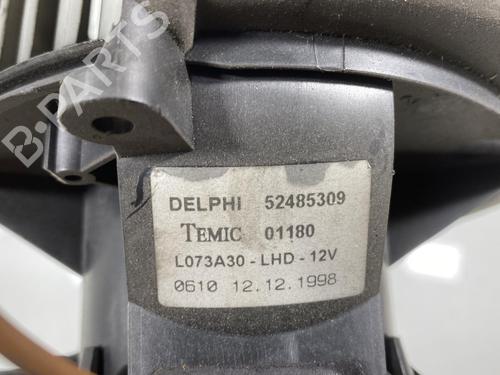 B-PARTS
DELPHI 52485309
TEMIC 01180
L073A30 - LHD - 12V
0610 12.12.1998